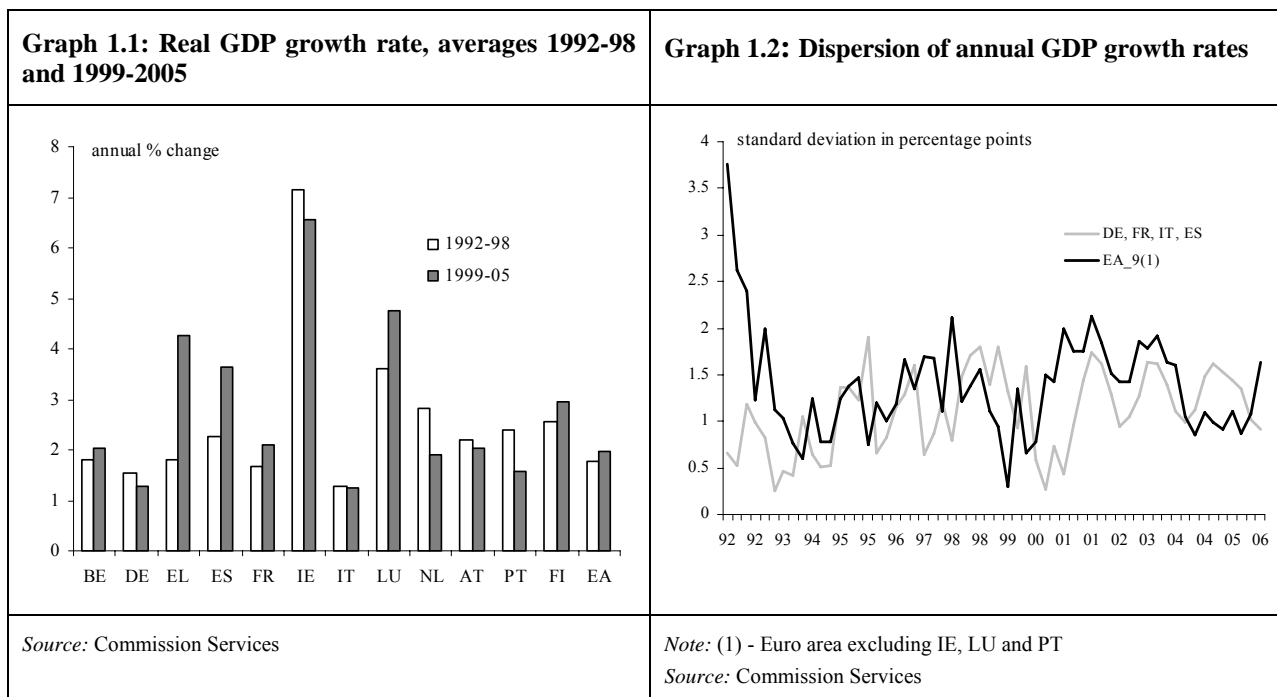 Graph 1.1: Real GDP growth rate, averages 1992-98
and 1999-2005
annual % change
8
7
6
5
4
3
2
1
0
1992-98
1999-05
BE DE EL ES FR IE IT LU NL AT PT FI EA
Source: Commission Services
Graph 1.2: Dispersion of annual GDP growth rates
standard deviation in percentage points
4
3.5
3
2.5
2
1.5
1
0.5
0
DE, FR, IT, ES
EA_9(1)
92 92 93 94 95 95 96 97 98 98 99 00 01 01 02 03 04 04 05 06
Note: (1) - Euro area excluding IE, LU and PT
Source: Commission Services